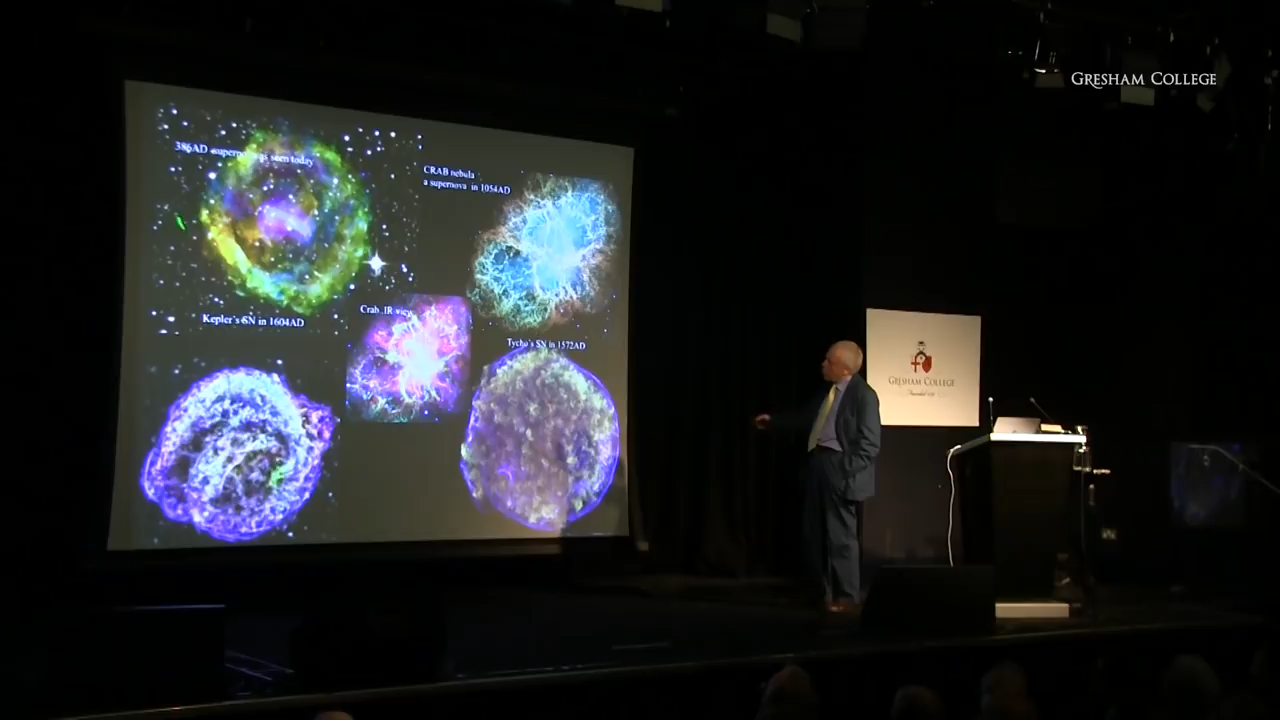 GRESHAM COLLEGE
386AD supernova as seen today
CRAB nebula
a supernova in 1054AD
Crab..IR view
Kepler's SN in 1604AD
Tycho's SN in 1572AD
GRESHAM COLLEGE